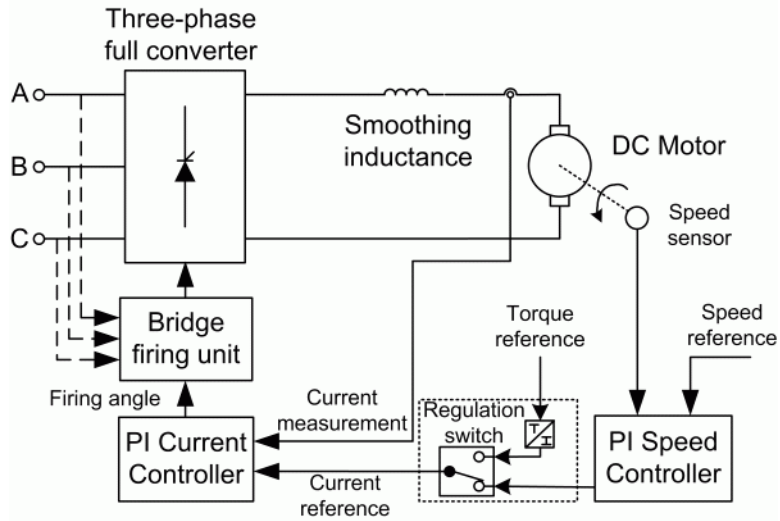 Three-phase
full converter
A
B
C
Smoothing
inductance
DC Motor
Speed
sensor
Bridge
firing unit
Torque
reference
Speed
reference
Firing angle
Current
measurement
Regulation
switch
T
I
PI Current
Controller
Current
reference
PI Speed
Controller